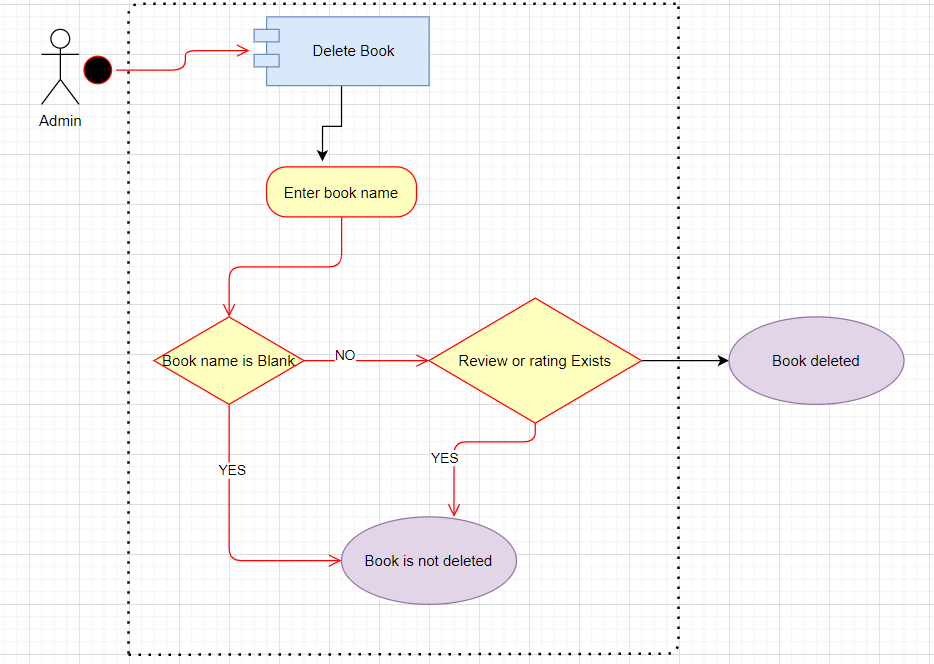 Delete Book
Admin
Enter book name
Book name is Blank
NO
Review or rating Exists
Book deleted
YES
YES
Book is not deleted